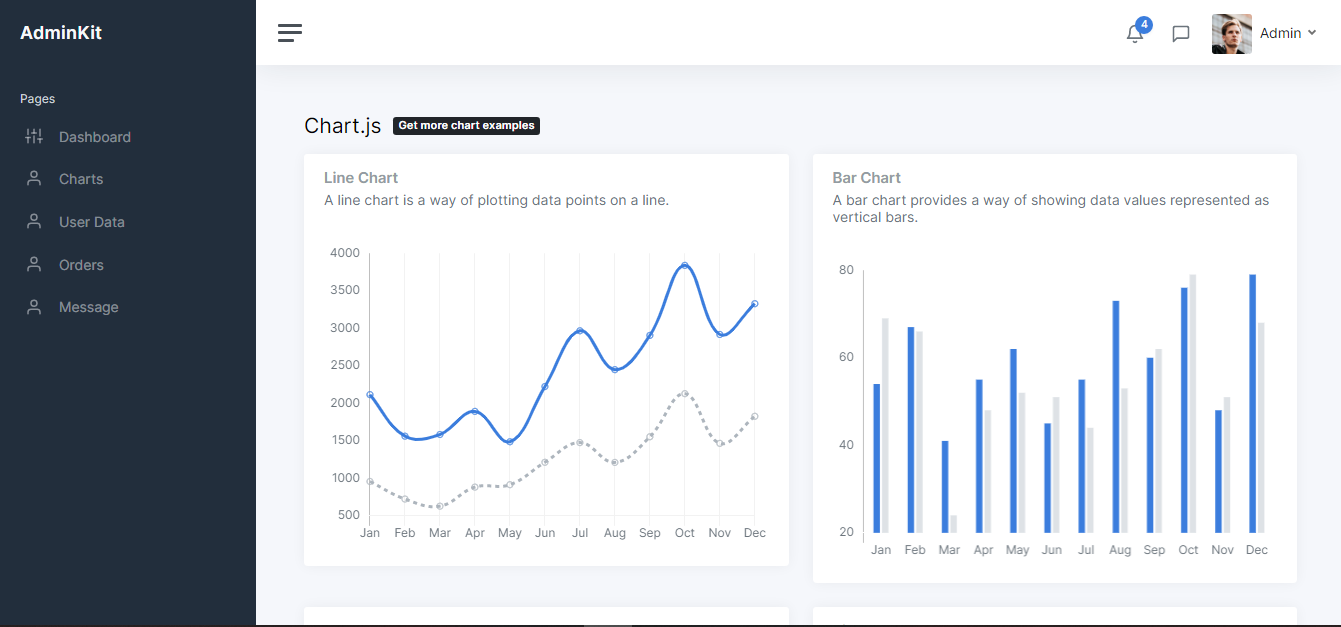 AdminKit
4
Admin
Pages
Dashboard
Charts
User Data
Orders
Message
Chart.js Get more chart examples
Line Chart
A line chart is a way of plotting data points on a line.
4000
3500
3000
2500
2000
1500
1000
500
Jan Feb Mar Apr May Jun Jul Aug Sep Oct Nov Dec
Bar Chart
A bar chart provides a way of showing data values represented as
vertical bars.
80
60
40
20
Jan Feb Mar Apr May Jun Jul Aug Sep Oct Nov Dec